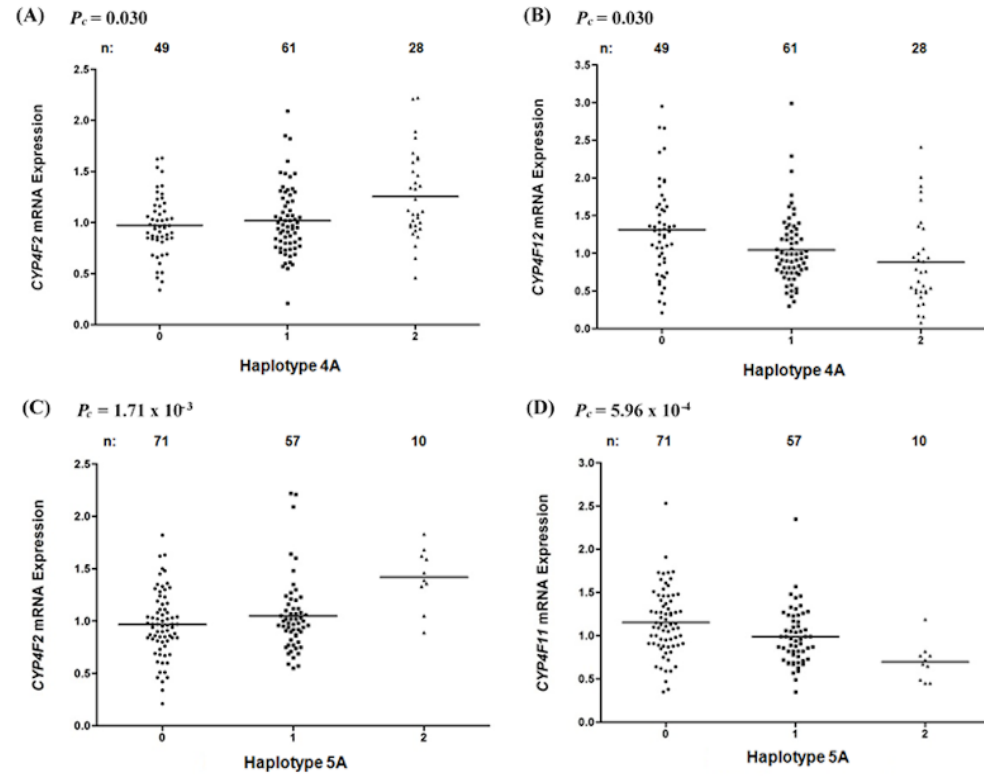 (A) Pc = 0.030
n: 49 61 28
CYP4F2 mRNA Expression
2.5
2.0
1.5
1.0
0.5
0.0
0 1 2
Haplotype 4A
(B) Pc = 0.030
n: 49 61 28
CYP4F12 mRNA Expression
3.5
3.0
2.5
2.0
1.5
1.0
0.5
0.0
0 1 2
Haplotype 4A
(C) Pc = 1.71 x 10-3
n: 71 57 10
CYP4F2 mRNA Expression
2.5
2.0
1.5
1.0
0.5
0.0
0 1 2
Haplotype 5A
(D) Pc = 5.96 x 10-4
n: 71 57 10
CYP4F11 mRNA Expression
3.0
2.5
2.0
1.5
1.0
0.5
0.0
0 1 2
Haplotype 5A